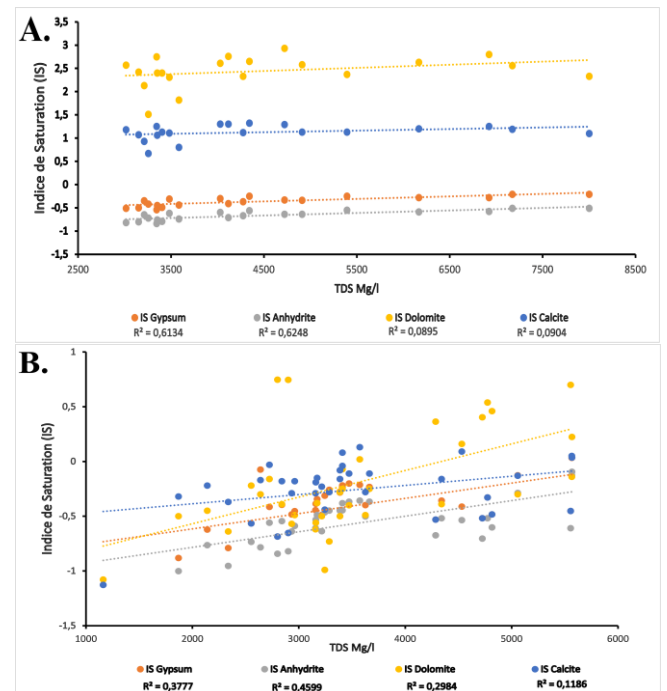 A.
3,5
3
2,5
2
1,5
1
0,5
0
-0,5
-1
-1,5
Indice de Saturation (IS)
2500 3500 4500 5500 6500 7500 8500
TDS Mg/l
IS Gypsum IS Anhydrite IS Dolomite IS Calcite
R² = 0,6134 R² = 0,6248 R² = 0,0895 R² = 0,0904
B.
1
0,5
0
-0,5
-1
-1,5
Indice de Saturation (IS)
1000 2000 3000 4000 5000 6000
TDS Mg/l
IS Gypsum IS Anhydrite IS Dolomite IS Calcite
R² = 0,3777 R² = 0,4599 R² = 0,2984 R² = 0,1186